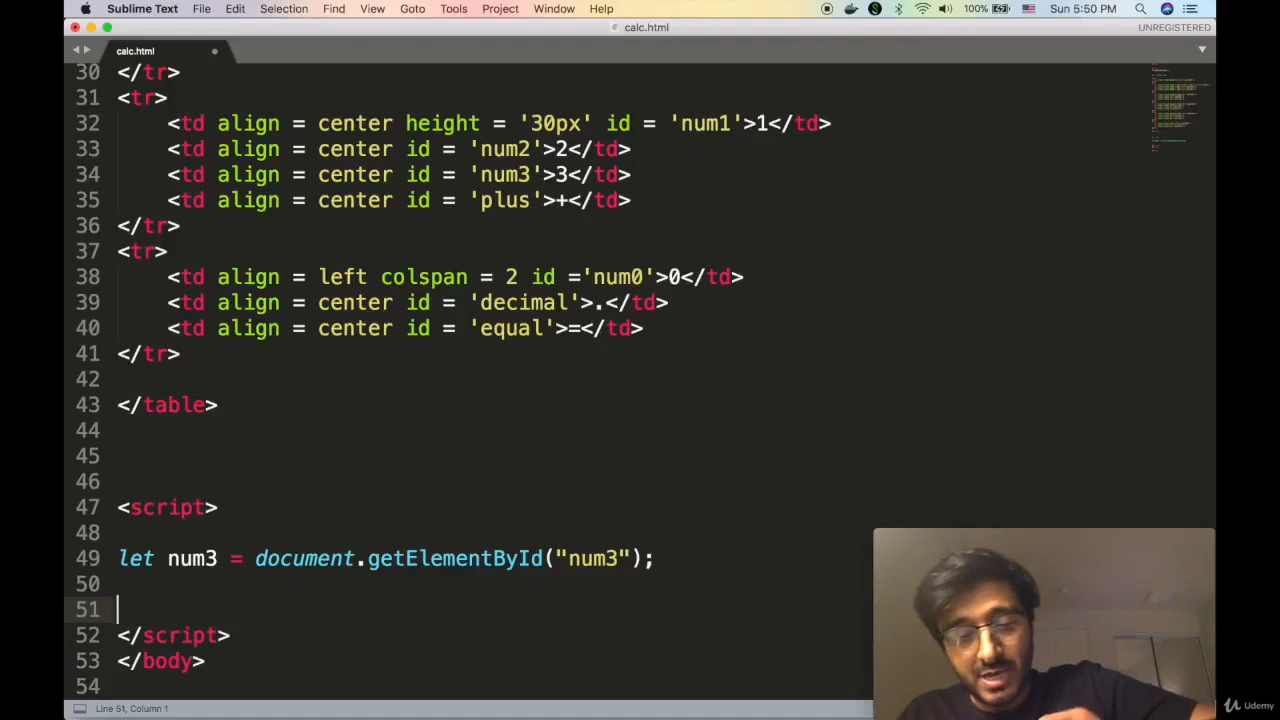 Sublime Text File Edit Selection Find View Goto Tools Project Window Help 100% Sun 5:50 PM
calc.html UNREGISTERED
calc.html
30 </tr>
31 <tr>
32 <td align = center height = '30px' id = 'num1'>1</td>
33 <td align = center id = 'num2'>2</td>
34 <td align = center id = 'num3'>3</td>
35 <td align = center id = 'plus'>+</td>
36 </tr>
37 <tr>
38 <td align = left colspan = 2 id ='num0'>0</td>
39 <td align = center id = 'decimal'>.</td>
40 <td align = center id = 'equal'>=</td>
41 </tr>
42
43 </table>
44
45
46
47 <script>
48
49 let num3 = document.getElementById("num3");
50
51
52 </script>
53 </body>
54
Line 51, Column 1
Udemy